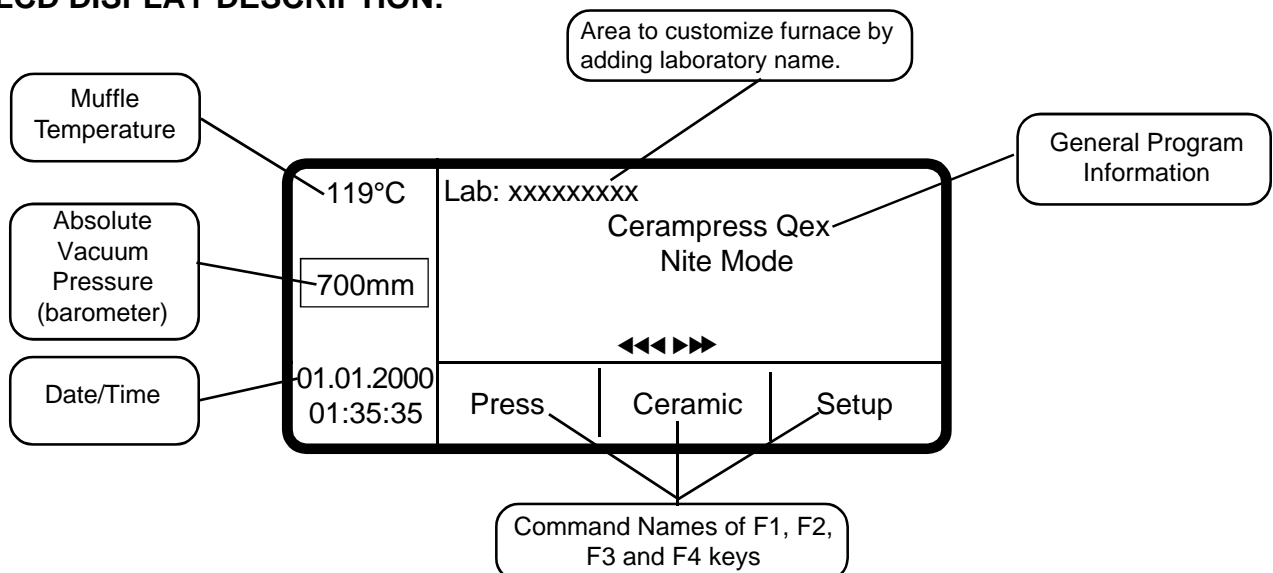 LCD DISPLAY DESCRIPTION:
Area to customize furnace by
adding laboratory name.
Muffle
Temperature
General Program
Information
119°C
Lab: xxxxxxxxx
Cerampress Qex
Nite Mode
Absolute
Vacuum
Pressure
(barometer)
700mm
Date/Time
01.01.2000
01:35:35
Press
Ceramic
Setup
Command Names of F1, F2,
F3 and F4 keys